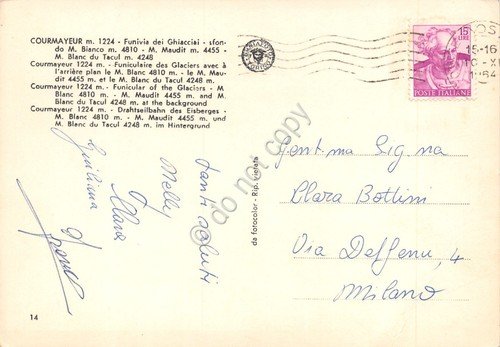 COURMAYEUR m. 1224 - Funivia dei Ghiacciai - sfon-
do M. Bianco m. 4810 - M. Maudit m. 4455 -
M. Blanc du Tacul m. 4248
Courmayeur 1224 m. - Funiculaire des Glaciers avec à
l'arrière plan le M. Blanc 4810 m. - le M. Mau-
dit 4455 m. et le M. Blanc du Tacul 4248 m.
Courmayeur 1224 m. - Funicular of the Glaciers - M.
Blanc 4810 m. - M. Maudit 4455 m. and M.
Blanc du Tacul 4248 m. at the background
Courmayeur 1224 m. - Drahtseilbahn des Eisberges -
M. Blanc 4810 m. - M. Maudit 4455 m. und
M. Blanc du Tacul 4248 m. im Hintergrund
15
LIRE
POSTE ITALIANE
15-16
-XI
1964
tanti saluti
Nelly
Clara
Giuliana
da fotocolor - Rip. vietata
© do not copy
Gent.ma Sig.na
Clara Bottini
Via Dezza, 4
Milano
14